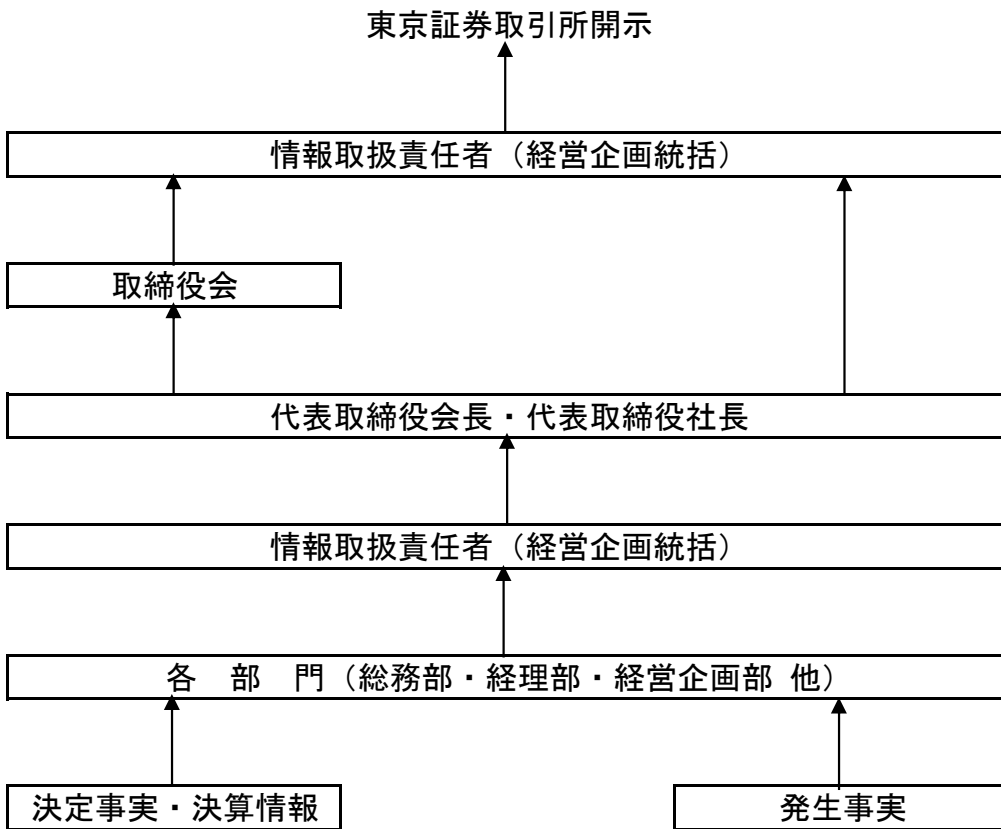 東京証券取引所開示
情報取扱責任者（経営企画統括）
取締役会
代表取締役会長・代表取締役社長
情報取扱責任者（経営企画統括）
各　部　門（総務部・経理部・経営企画部 他）
決定事実・決算情報
発生事実